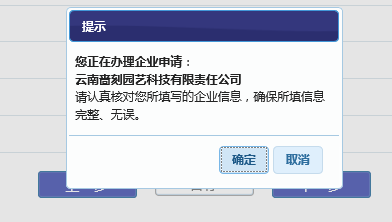 提示
您正在办理企业申请：
云南啬刻园艺科技有限责任公司
请认真核对您所填写的企业信息，确保所填信息
完整、无误。
确定 取消